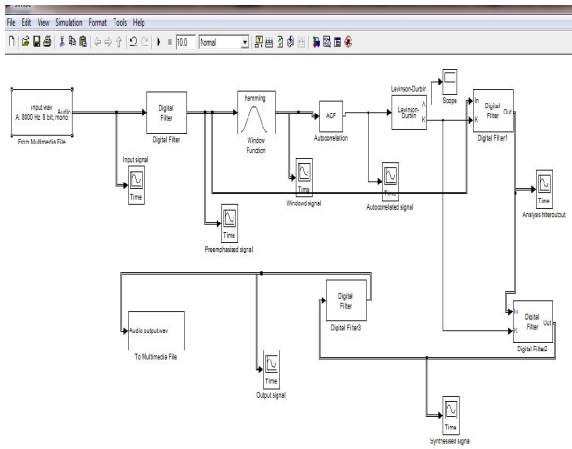 File Edit View Simulation Format Tools Help
10.0 Normal
input.wav
A: 8000 Hz 8 bit, mono
Audio
From Multimedia File
Digital
Filter
Digital Filter
hamming
Window
Function
ACF
Autocorrelation
Levinson-Durbin
Levinson-
Durbin
A
K
Scope
In
K
Digital
Filter
Out
Digital Filter1
Input signal
Time
Time
Windowd signal
Time
Autocorrelated signal
Time
Preemphasised signal
Time
Analysis filteroutput
Audio output.wav
To Multimedia File
Time
Output signal
Digital
Filter
Digital Filter3
In
K
Digital
Filter
Out
Digital Filter2
Time
Synthesised signa